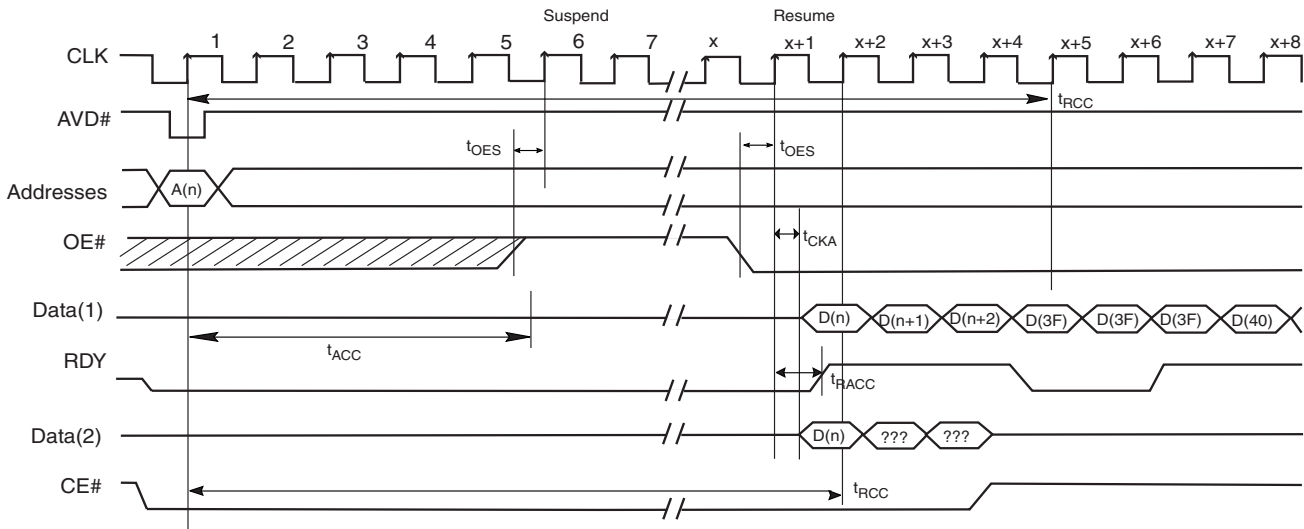 Suspend Resume
CLK 1 2 3 4 5 6 7 x x+1 x+2 x+3 x+4 x+5 x+6 x+7 x+8
tRCC
AVD#
tOES tOES
Addresses A(n)
OE# tCKA
Data(1) D(n) D(n+1) D(n+2) D(3F) D(3F) D(3F) D(40)
tACC
RDY tRACC
Data(2) D(n) ??? ???
CE# tRCC